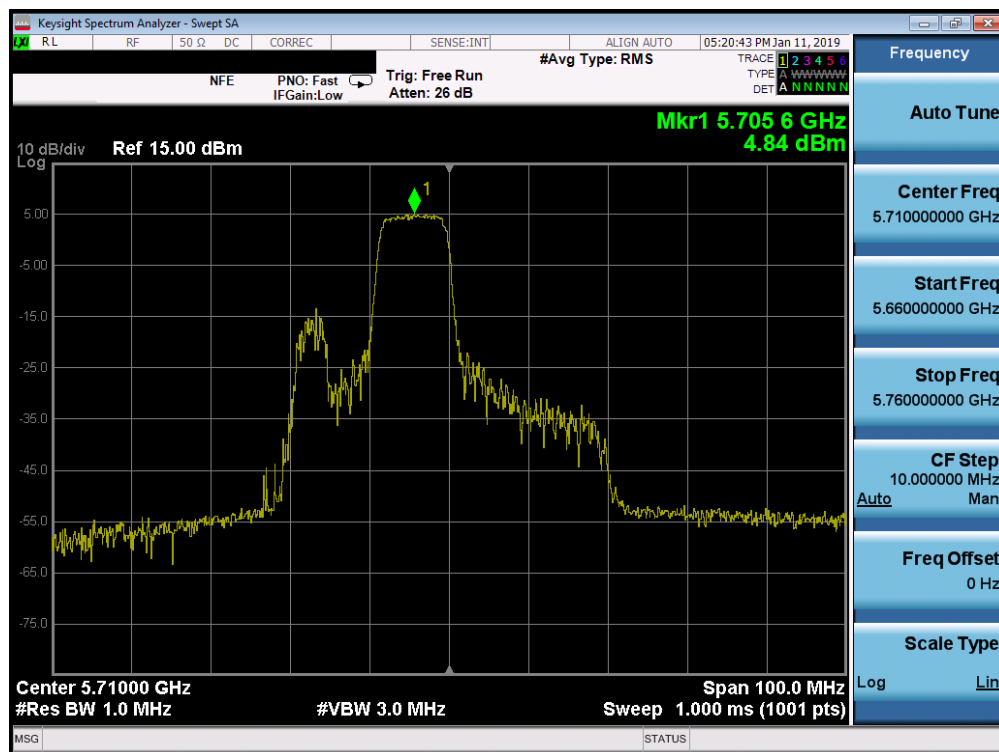 Keysight Spectrum Analyzer - Swept SA
LXI RL RF 50 Ω DC CORREC SENSE:INT ALIGN AUTO 05:20:43 PM Jan 11, 2019
#Avg Type: RMS TRACE 1 2 3 4 5 6
NFE PNO: Fast Trig: Free Run TYPE A WWWWW
IFGain:Low Atten: 26 dB DET A N N N N N
Frequency
Mkr1 5.705 6 GHz
4.84 dBm
10 dB/div Ref 15.00 dBm
Log
1
5.00
-5.00
-15.0
-25.0
-35.0
-45.0
-55.0
-65.0
-75.0
Center 5.71000 GHz Span 100.0 MHz
#Res BW 1.0 MHz #VBW 3.0 MHz Sweep 1.000 ms (1001 pts)
Auto Tune
Center Freq
5.710000000 GHz
Start Freq
5.660000000 GHz
Stop Freq
5.760000000 GHz
CF Step
10.000000 MHz
Auto Man
Freq Offset
0 Hz
Scale Type
Log Lin
MSG STATUS